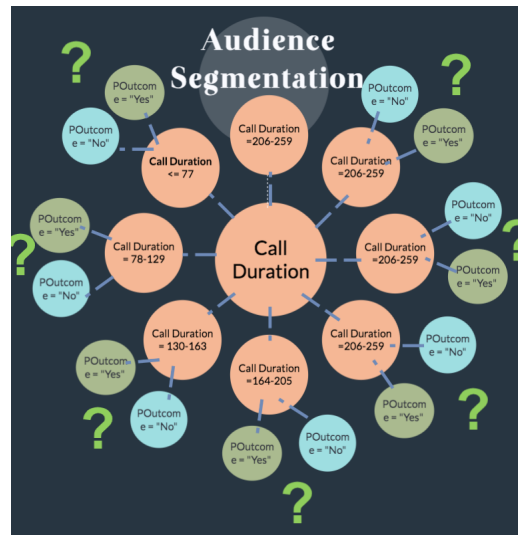 Audience
Segmentation
?
?
POutcom
e = "Yes"
POutcom
e = "No"
POutcom
e = "No"
POutcom
e = "Yes"
Call Duration
=206-259
Call Duration
<= 77
Call Duration
=206-259
POutcom
e = "Yes"
POutcom
e = "No"
?
Call Duration
= 78-129
Call
Duration
Call Duration
=206-259
POutcom
e = "No"
POutcom
e = "Yes"
?
Call Duration
= 130-163
POutcom
e = "Yes"
POutcom
e = "No"
?
Call Duration
=164-205
POutcom
e = "Yes"
POutcom
e = "No"
?
Call Duration
=206-259
POutcom
e = "No"
POutcom
e = "Yes"
?